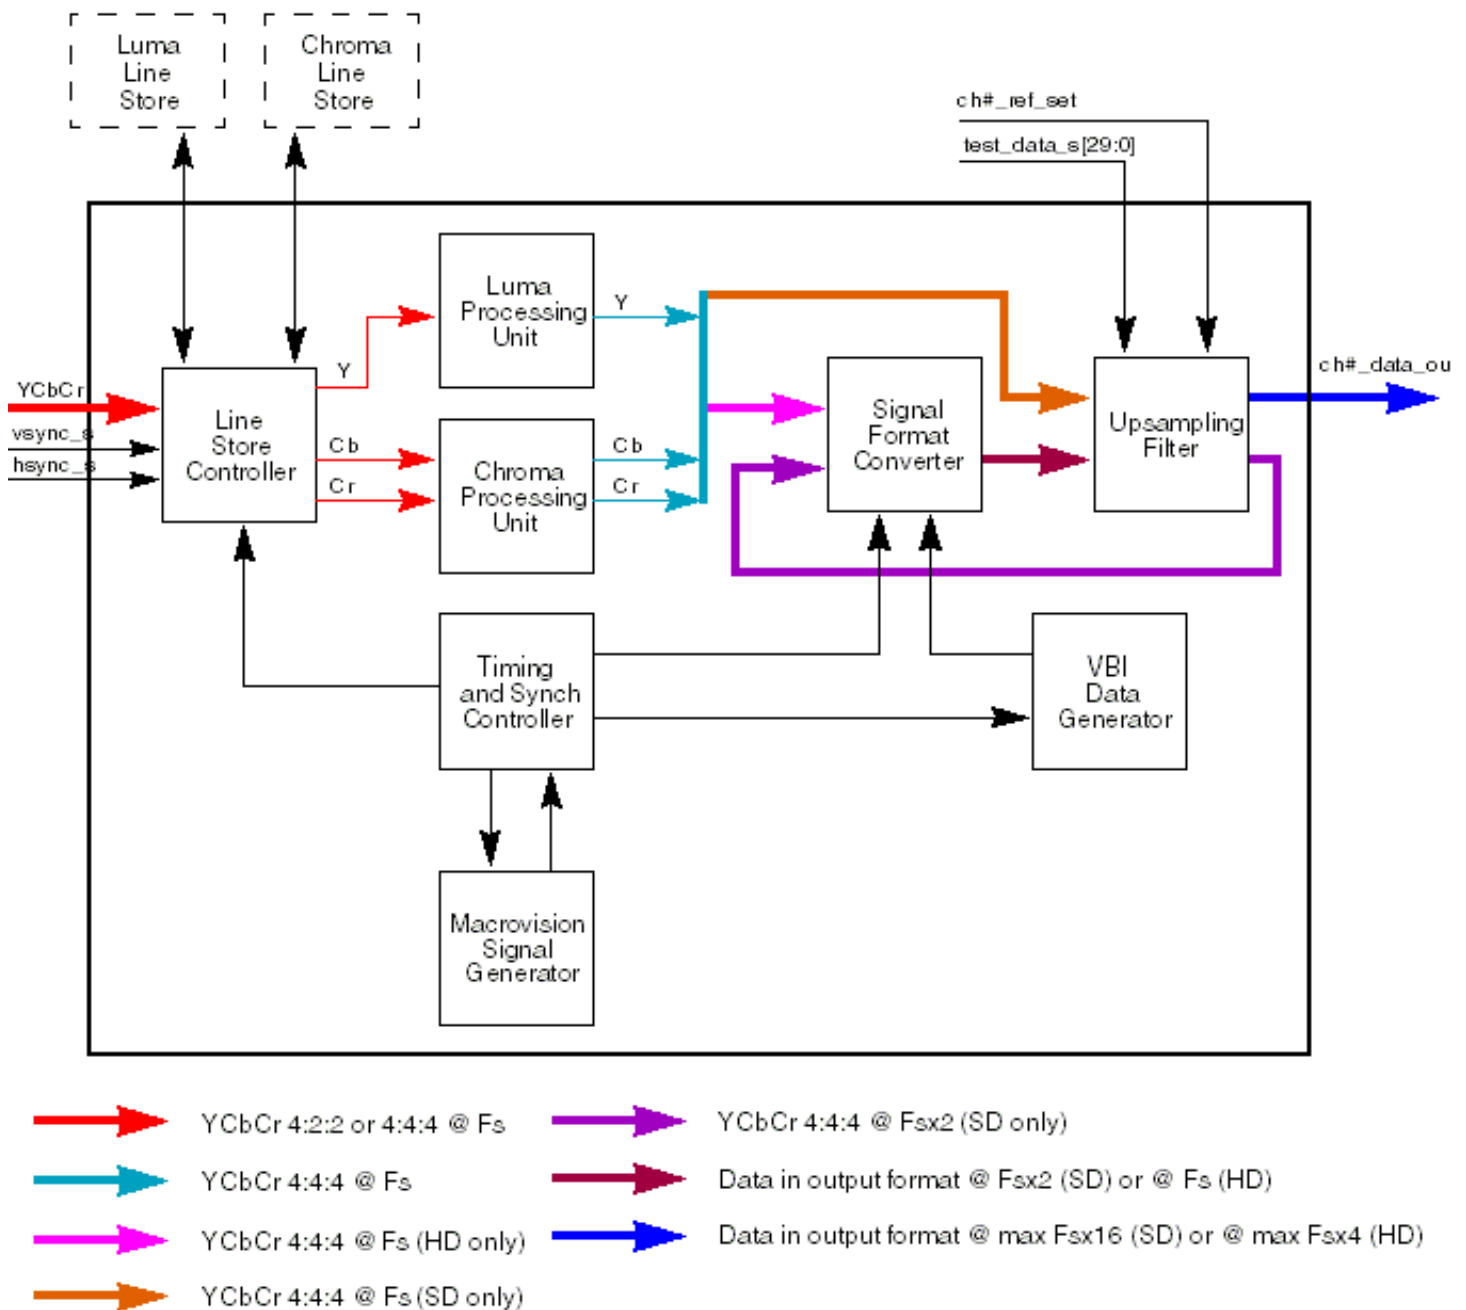 Luma
Line
Store
Chroma
Line
Store
ch#_ref_set
test_data_s[29:0]
YCbCr
vsync_s
hsync_s
Line
Store
Controller
Y
Cb
Cr
Luma
Processing
Unit
Y
Chroma
Processing
Unit
Cb
Cr
Signal
Format
Converter
Upsampling
Filter
ch#_data_ou
Timing
and Synch
Controller
VBI
Data
Generator
Macrovision
Signal
Generator
YCbCr 4:2:2 or 4:4:4 @ Fs
YCbCr 4:4:4 @ Fs
YCbCr 4:4:4 @ Fs (HD only)
YCbCr 4:4:4 @ Fs (SD only)
YCbCr 4:4:4 @ Fsx2 (SD only)
Data in output format @ Fsx2 (SD) or @ Fs (HD)
Data in output format @ max Fsx16 (SD) or @ max Fsx4 (HD)